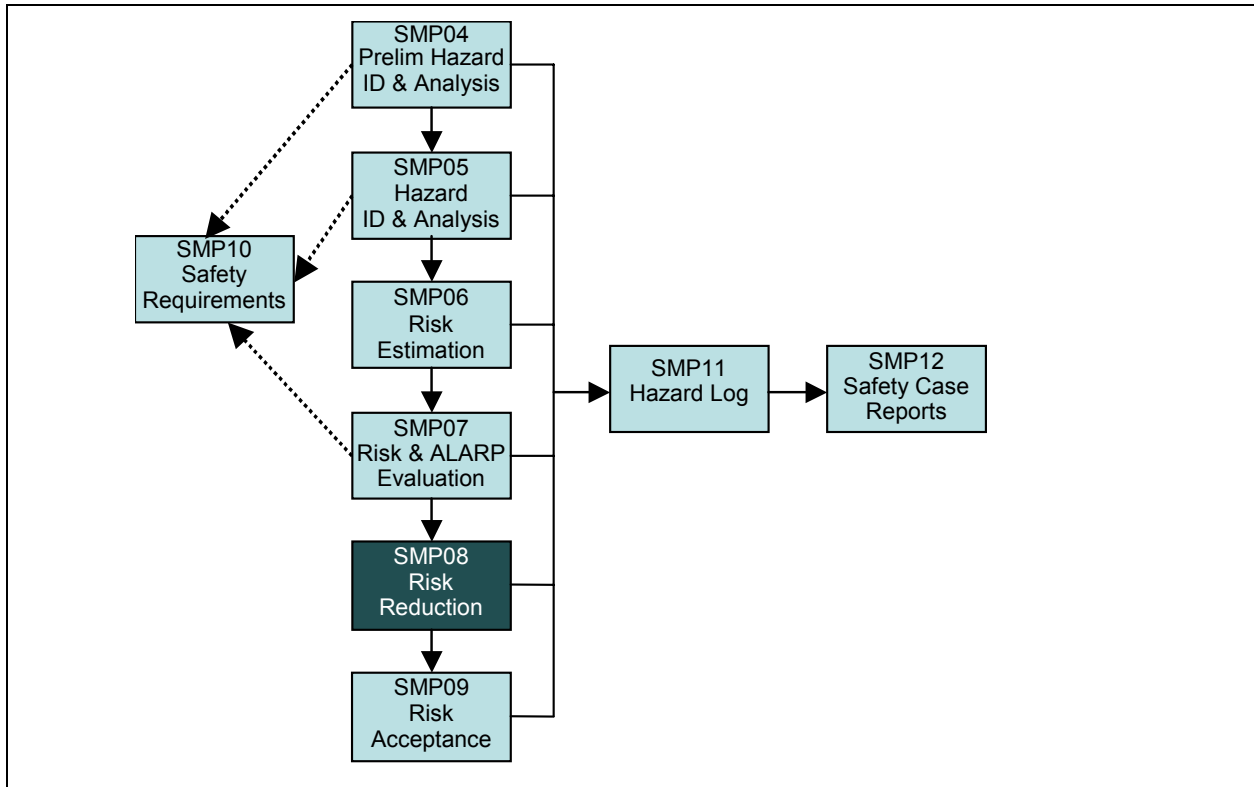 SMP04
Prelim Hazard
ID & Analysis
SMP05
Hazard
ID & Analysis
SMP10
Safety
Requirements
SMP06
Risk
Estimation
SMP11
Hazard Log
SMP12
Safety Case
Reports
SMP07
Risk & ALARP
Evaluation
SMP08
Risk
Reduction
SMP09
Risk
Acceptance